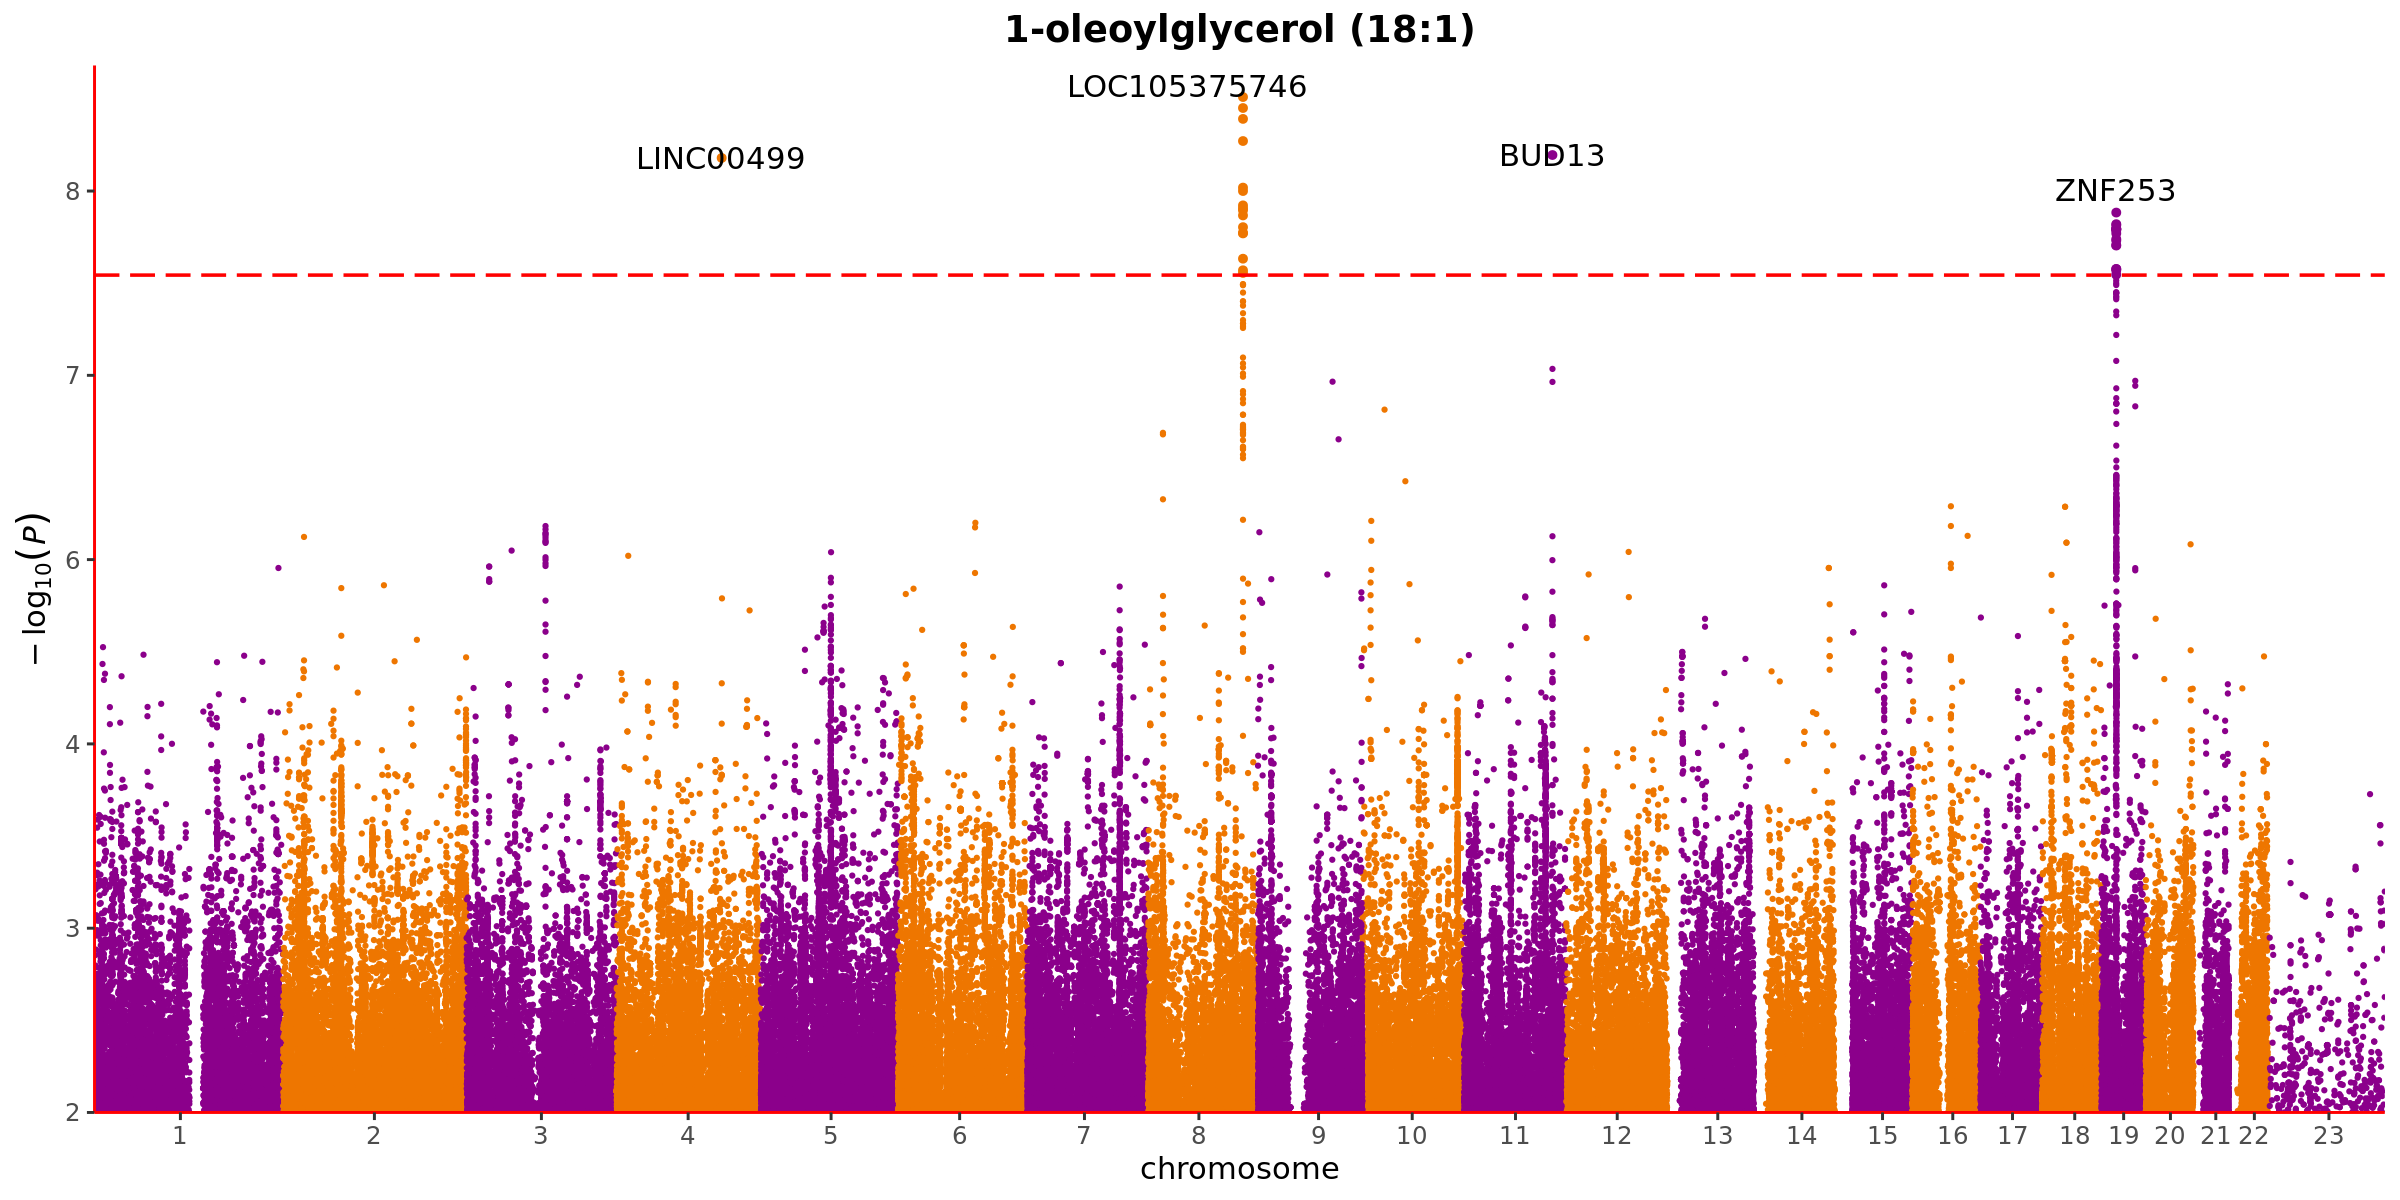 1-oleoylglycerol (18:1)
LOC105375746
LINC00499
BUD13
ZNF253
8
7
6
4
3
2
− log10(P)
1 2 3 4 5 6 7 8 9 10 11 12 13 14 15 16 17 18 19 20 21 22 23
chromosome